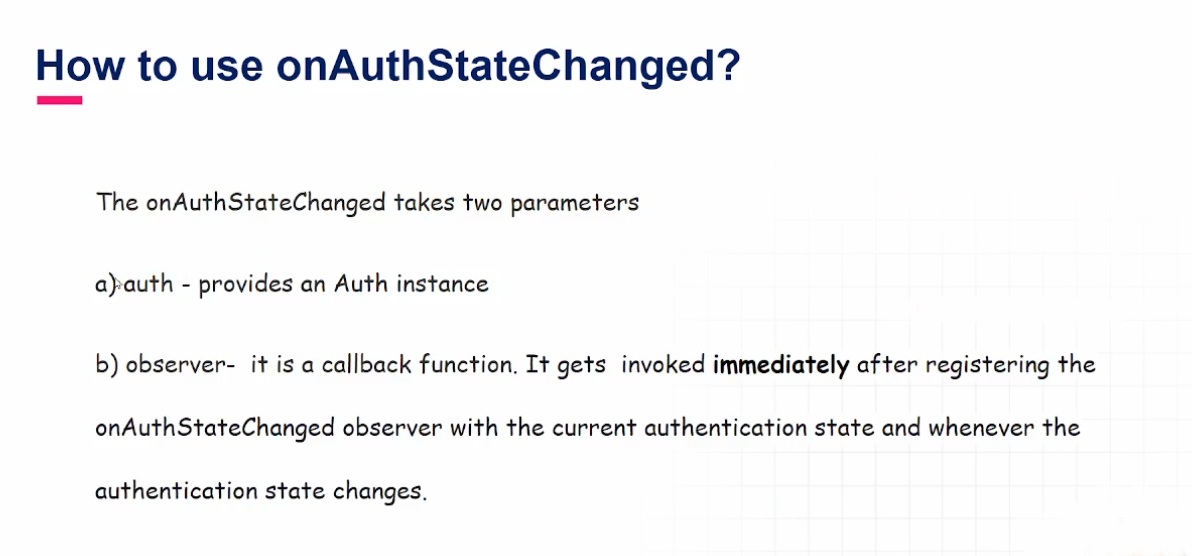 How to use onAuthStateChanged?
The onAuthStateChanged takes two parameters
a) auth - provides an Auth instance
b) observer- it is a callback function. It gets invoked immediately after registering the
onAuthStateChanged observer with the current authentication state and whenever the
authentication state changes.